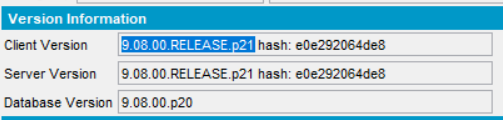 Version Information
Client Version 9.08.00.RELEASE.p21 hash: e0e292064de8
Server Version 9.08.00.RELEASE.p21 hash: e0e292064de8
Database Version 9.08.00.p20